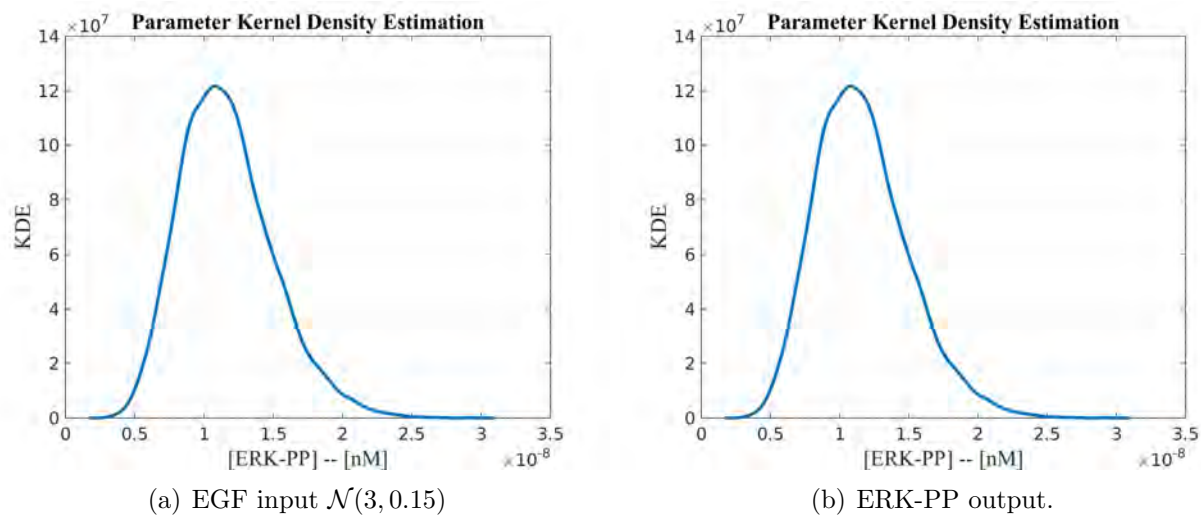 Parameter Kernel Density Estimation
×10⁷
14
12
10
8
6
4
2
0
KDE
0 0.5 1 1.5 2 2.5 3 3.5
[ERK-PP] -- [nM]
×10⁻⁸
(a) EGF input 𝒩(3, 0.15)
Parameter Kernel Density Estimation
×10⁷
14
12
10
8
6
4
2
0
KDE
0 0.5 1 1.5 2 2.5 3 3.5
[ERK-PP] -- [nM]
×10⁻⁸
(b) ERK-PP output.